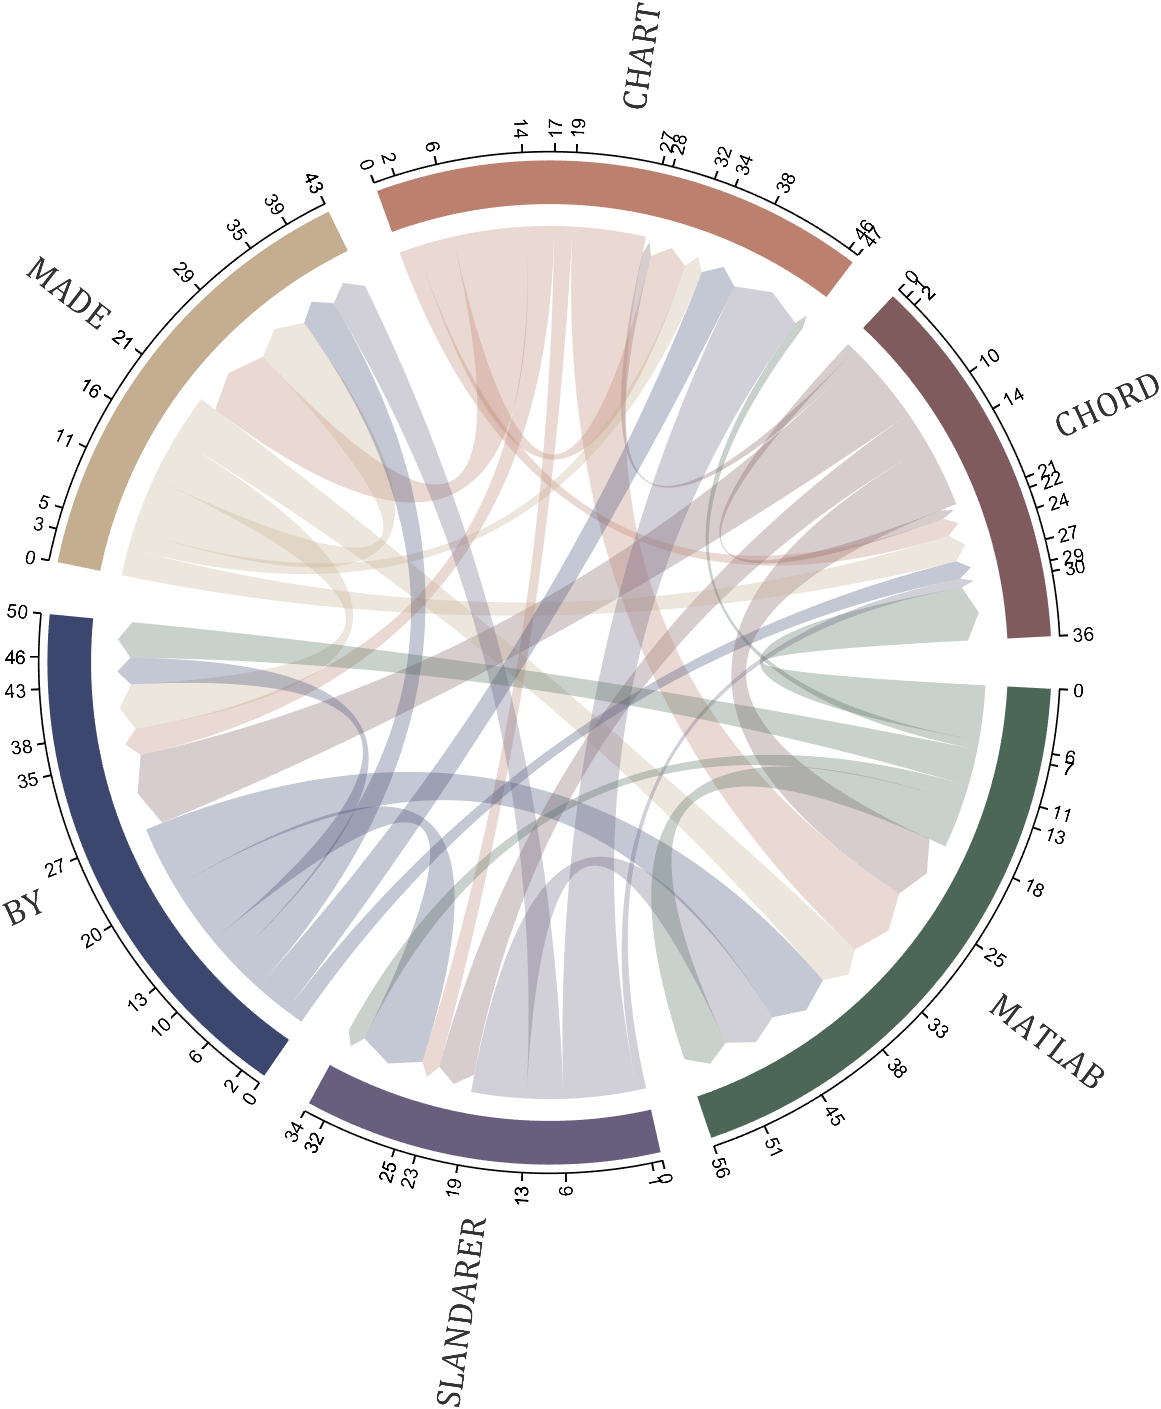 CHART
0 2 6 14 17 19 27 28 32 34 38 46 47
CHORD
0 2 10 14 21 22 24 27 29 30 36
MATLAB
0 6 7 11 13 18 25 33 38 45 51 56
SLANDARER
0 1 9 13 19 23 25 32 34
BY
0 2 6 10 13 20 27 35 38 43 46 50
MADE
0 3 5 11 16 21 29 35 39 43